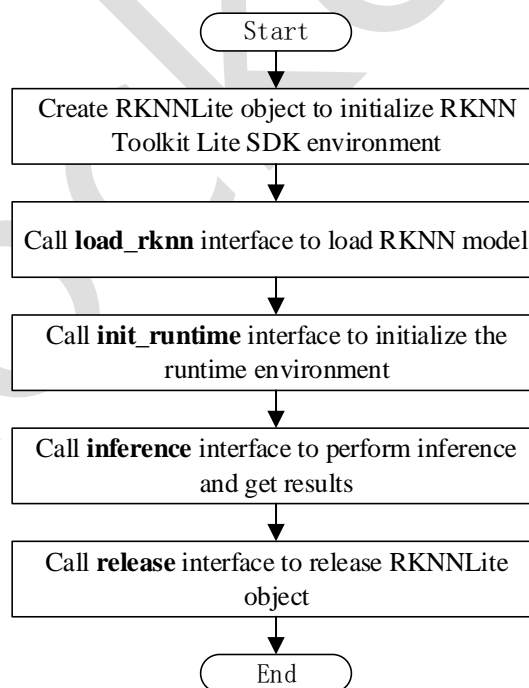 Start
Create RKNNLite object to initialize RKNN
Toolkit Lite SDK environment
Call load_rknn interface to load RKNN model
Call init_runtime interface to initialize the
runtime environment
Call inference interface to perform inference
and get results
Call release interface to release RKNNLite
object
End